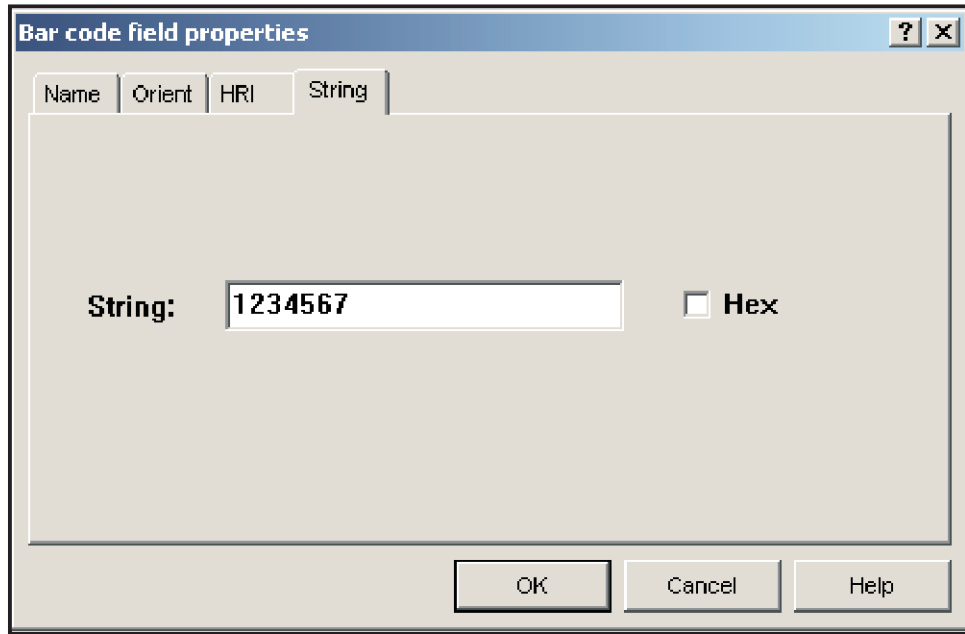 Bar code field properties
Name Orient HRI String
String: 1234567 Hex
OK Cancel Help